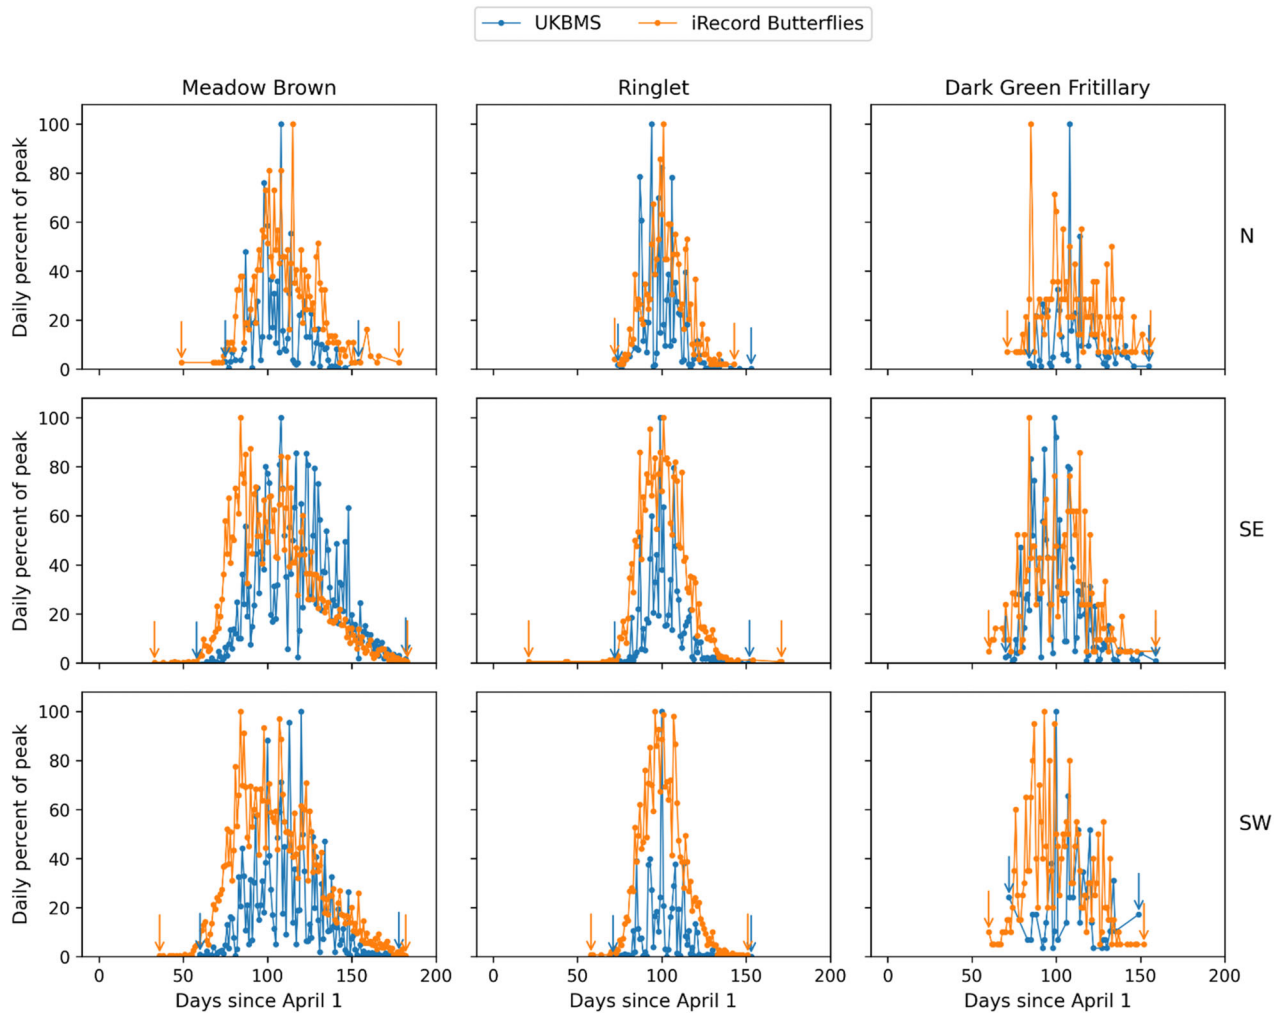 UKBMS iRecord Butterflies
Meadow Brown Ringlet Dark Green Fritillary
Daily percent of peak
100
80
60
40
20
0
N
Daily percent of peak
100
80
60
40
20
0
SE
Daily percent of peak
100
80
60
40
20
0
SW
0 50 100 150 200 0 50 100 150 200 0 50 100 150 200
Days since April 1 Days since April 1 Days since April 1